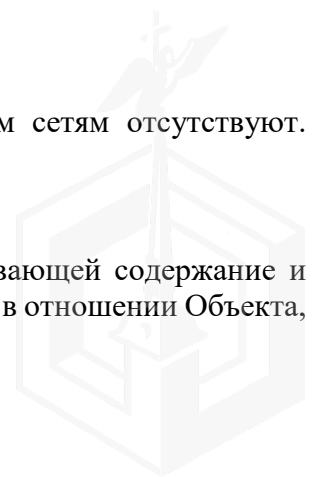 м сетям отсутствуют.
вающей содержание и
в отношении Объекта,